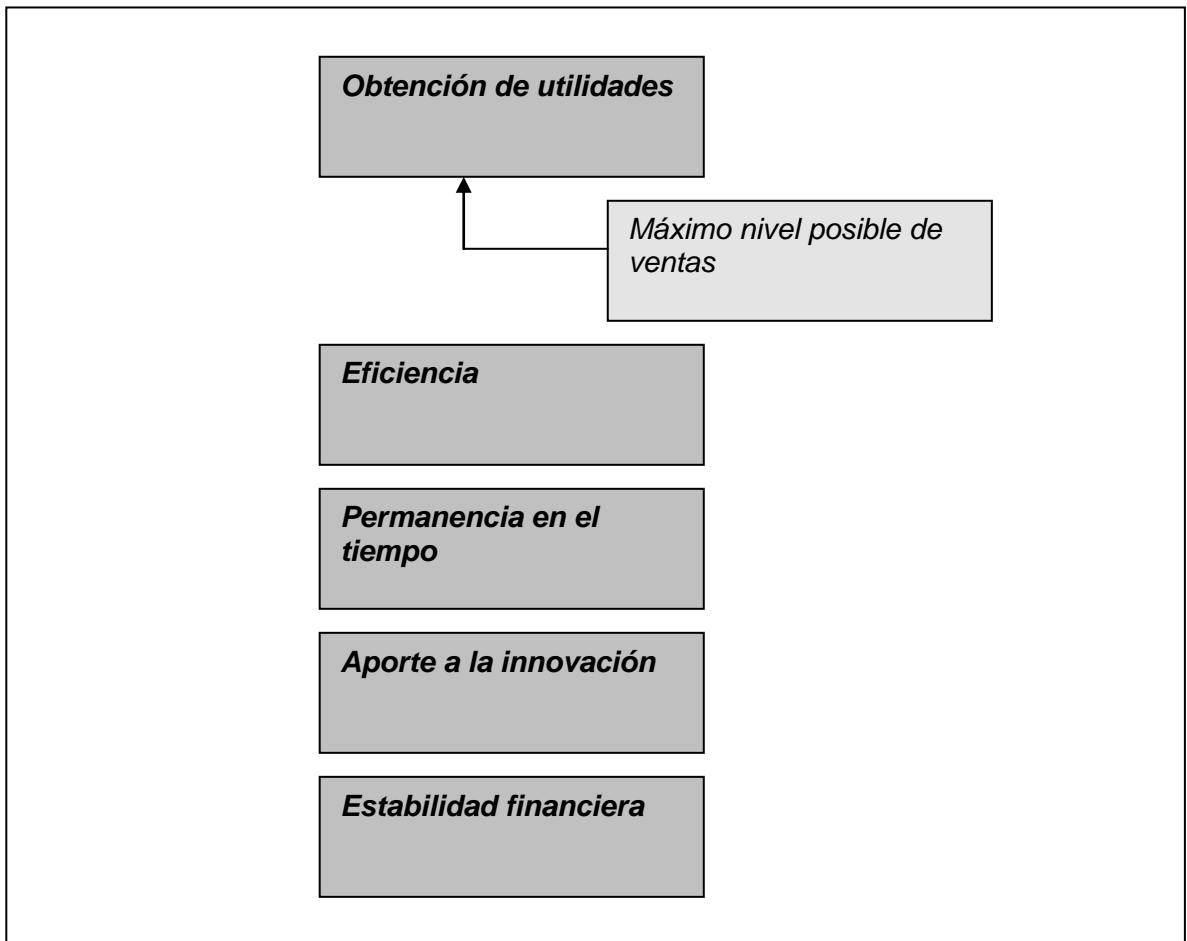 Obtención de utilidades
Máximo nivel posible de
ventas
Eficiencia
Permanencia en el
tiempo
Aporte a la innovación
Estabilidad financiera